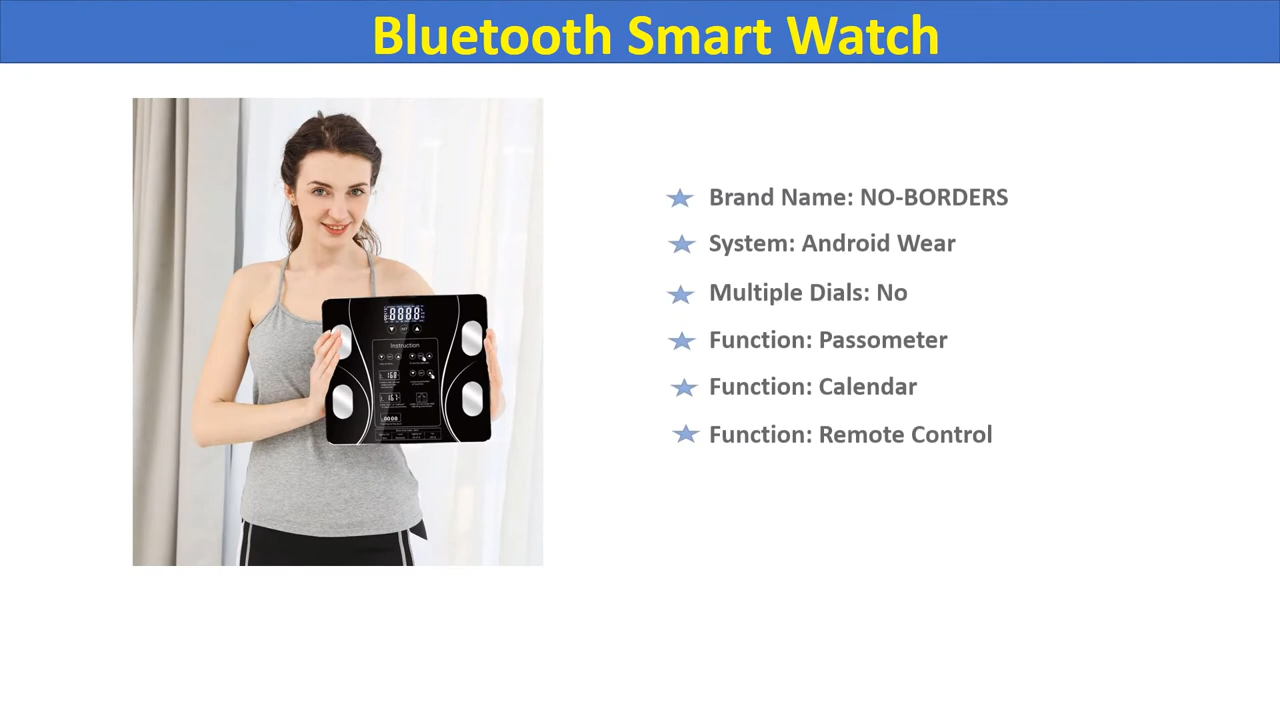 Bluetooth Smart Watch
Brand Name: NO-BORDERS
System: Android Wear
Multiple Dials: No
Function: Passometer
Function: Calendar
Function: Remote Control
Instruction